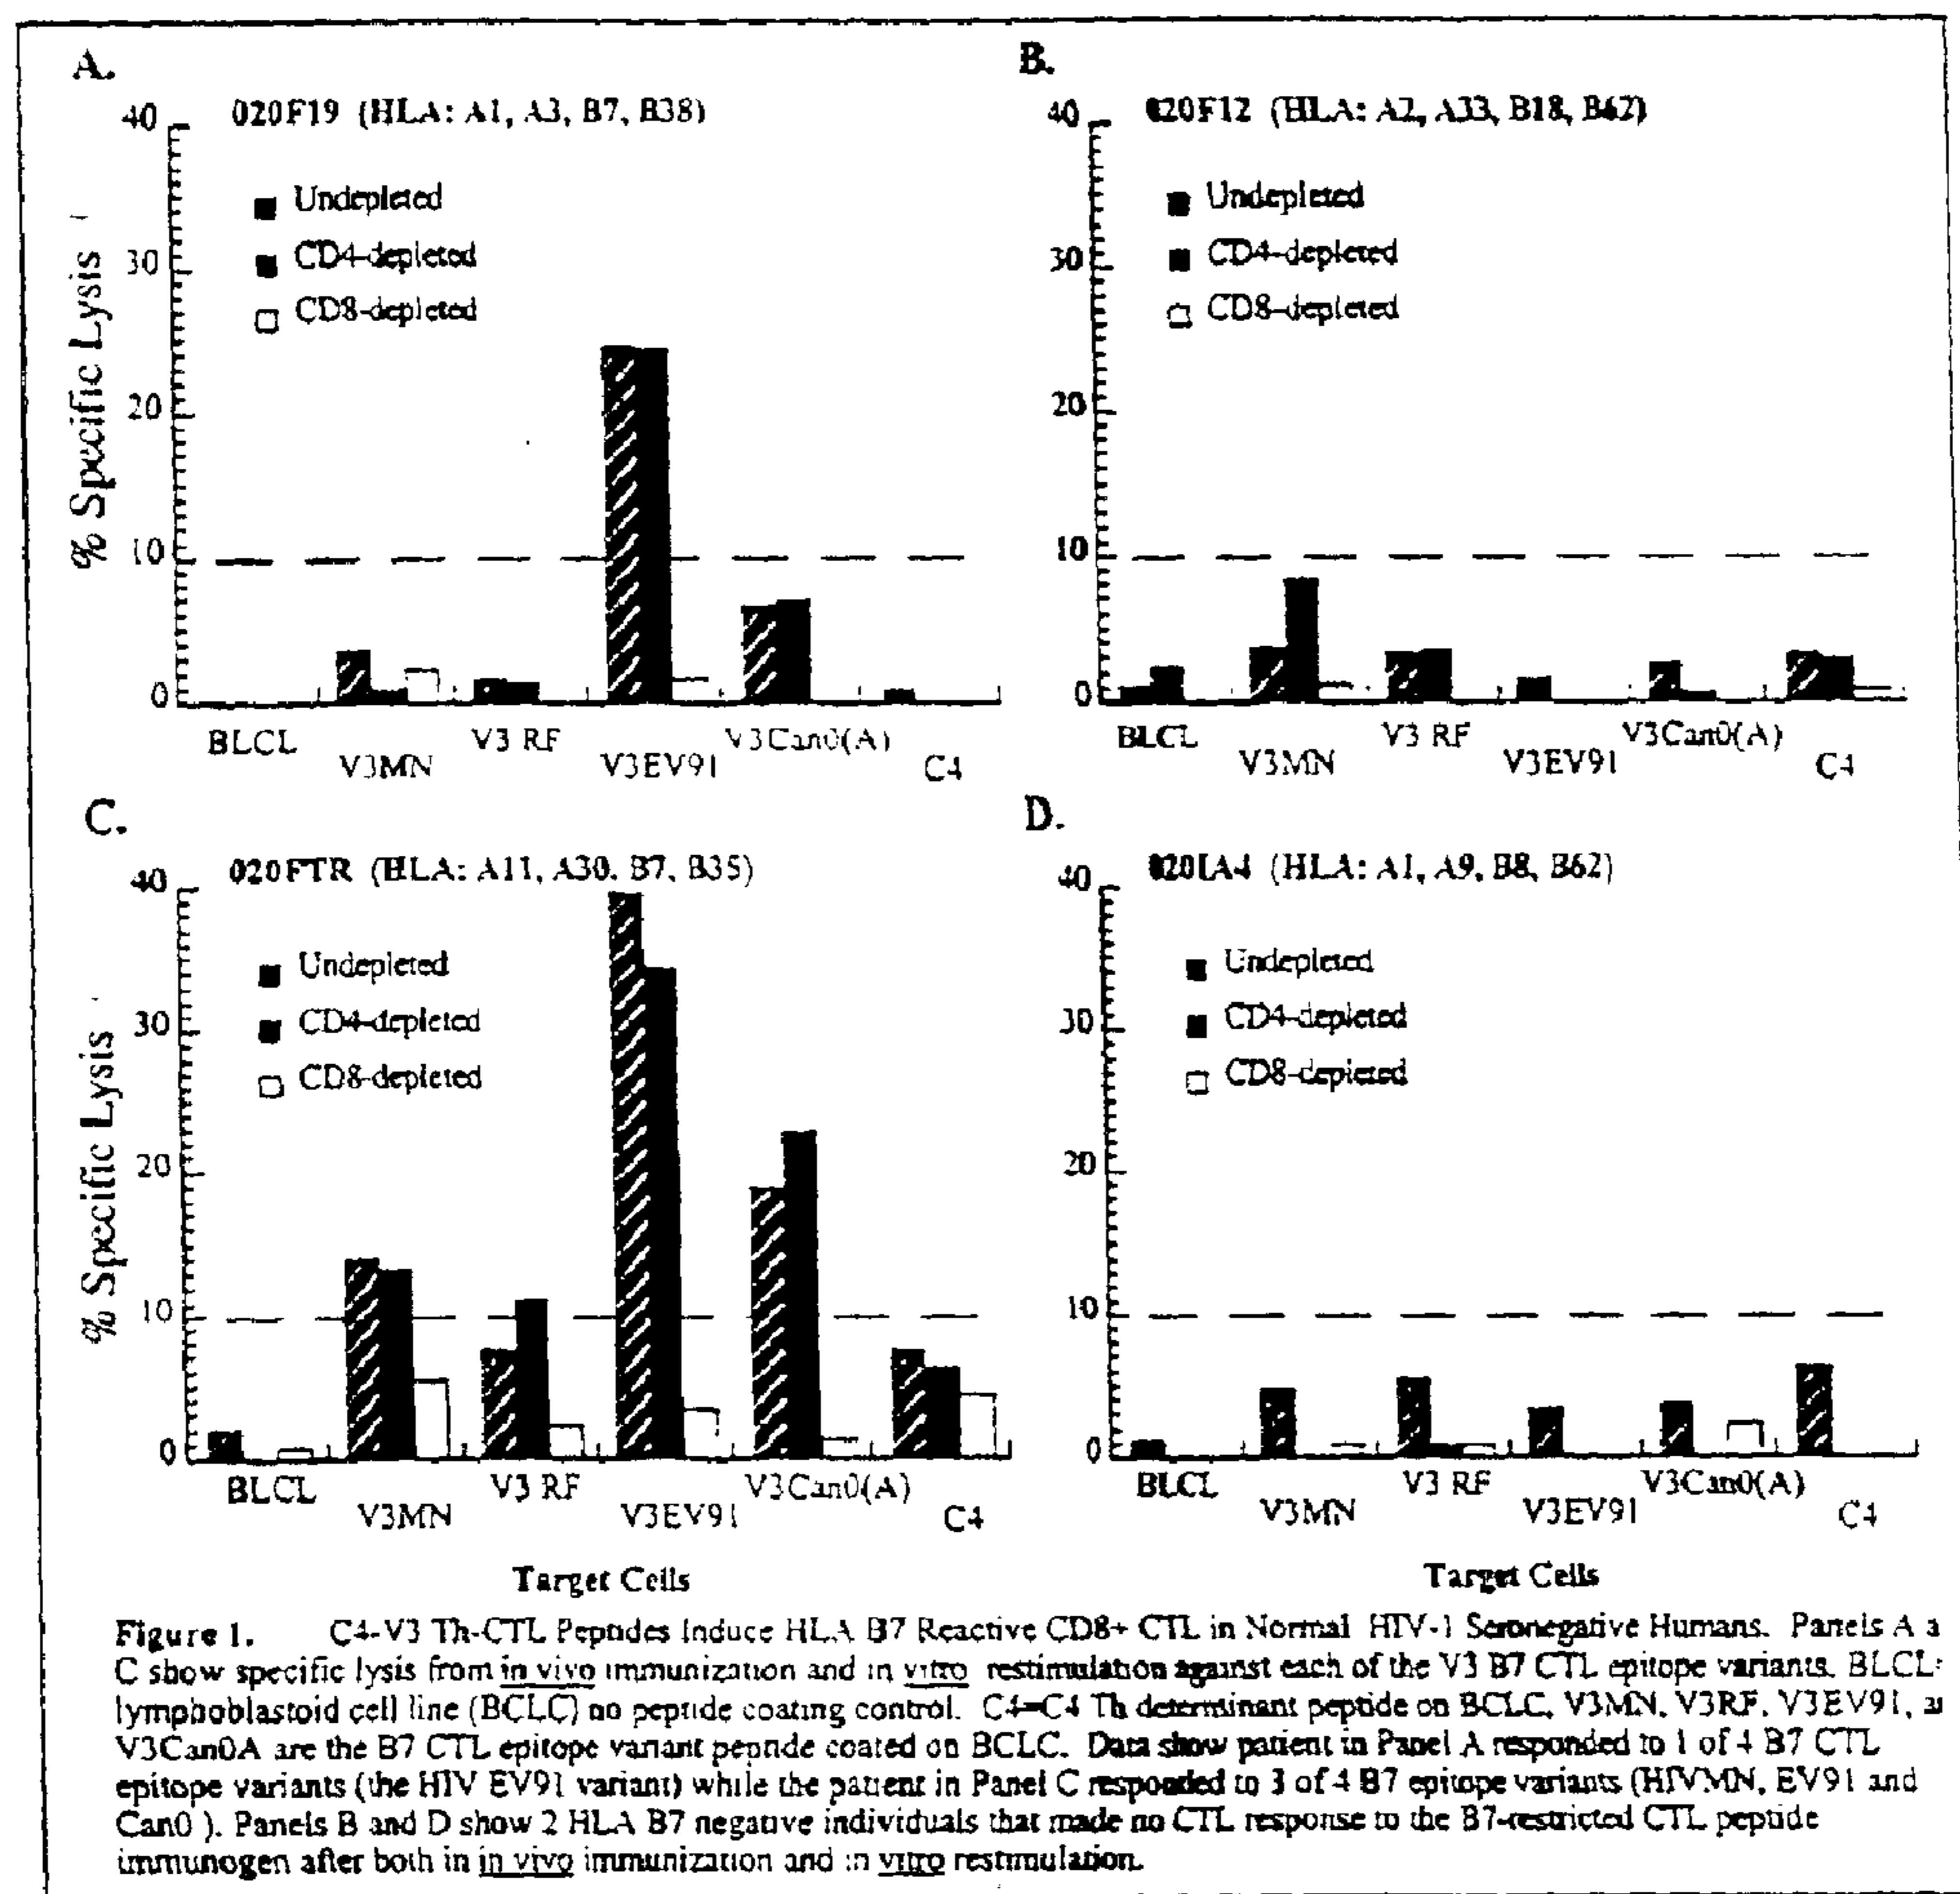 A.
020F19 (HLA: A1, A3, B7, B38)
40
30
20
10
0
% Specific Lysis
Undepleted
CD4-depleted
CD8-depleted
BLCL
V3MN
V3 RF
V3EV91
V3Can0(A)
C4
B.
020F12 (HLA: A2, A33, B18, B62)
40
30
20
10
0
Undepleted
CD4-depleted
CD8-depleted
BLCL
V3MN
V3 RF
V3EV91
V3Can0(A)
C4
C.
020FTR (HLA: A11, A30, B7, B35)
40
30
20
10
0
% Specific Lysis
Undepleted
CD4-depleted
CD8-depleted
BLCL
V3MN
V3 RF
V3EV91
V3Can0(A)
C4
Target Cells
D.
020IA4 (HLA: A1, A9, B8, B62)
40
30
20
10
0
Undepleted
CD4-depleted
CD8-depleted
BLCL
V3MN
V3 RF
V3EV91
V3Can0(A)
C4
Target Cells
Figure 1. C4-V3 Th-CTL Peptides Induce HLA B7 Reactive CD8+ CTL in Normal HIV-1 Seronegative Humans. Panels A
C show specific lysis from in vivo immunization and in vitro restimulation against each of the V3 B7 CTL epitope variants. BLCL
lymphoblastoid cell line (BCLC) no peptide coating control. C4=C4 Th determinant peptide on BCLC, V3MN, V3RF, V3EV91,
V3Can0A are the B7 CTL epitope variant peptide coated on BCLC. Data show patient in Panel A responded to 1 of 4 B7 CTL
epitope variants (the HIV EV91 variant) while the patient in Panel C responded to 3 of 4 B7 epitope variants (HIVMN, EV91 and
Can0 ). Panels B and D show 2 HLA B7 negative individuals that made no CTL response to the B7-restricted CTL peptide
immunogen after both in in vivo immunization and in vitro restimulation.